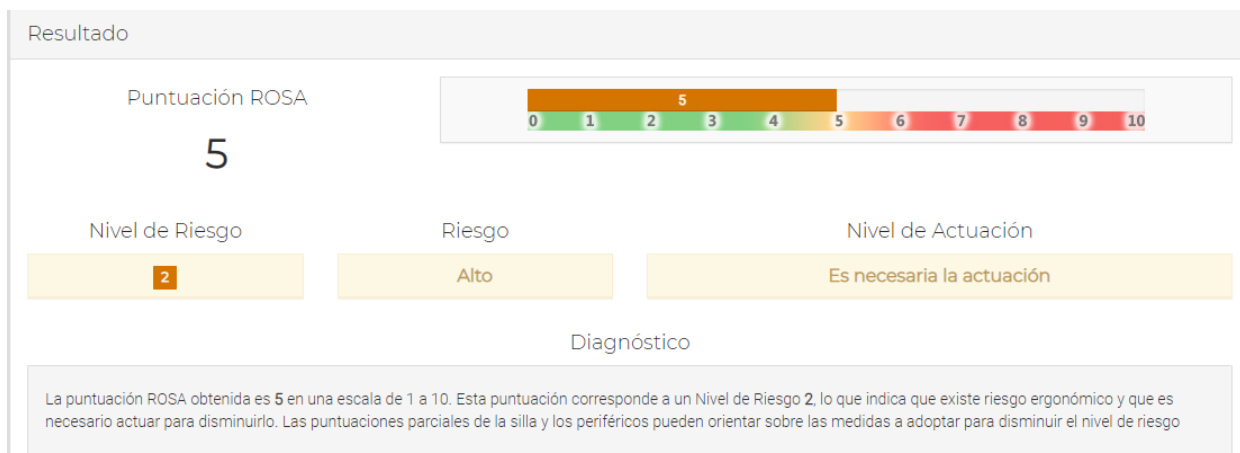 Resultado
Puntuación ROSA
5
5
0 1 2 3 4 5 6 7 8 9 10
Nivel de Riesgo Riesgo Nivel de Actuación
2 Alto Es necesaria la actuación
Diagnóstico
La puntuación ROSA obtenida es 5 en una escala de 1 a 10. Esta puntuación corresponde a un Nivel de Riesgo 2, lo que indica que existe riesgo ergonómico y que es
necesario actuar para disminuirlo. Las puntuaciones parciales de la silla y los periféricos pueden orientar sobre las medidas a adoptar para disminuir el nivel de riesgo